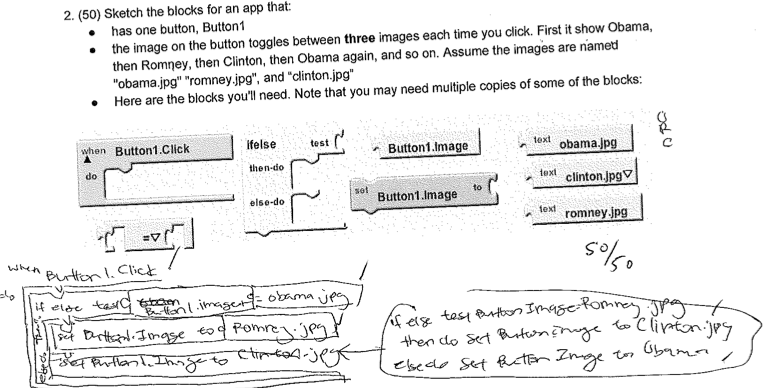 2. (50) Sketch the blocks for an app that:
• has one button, Button1
• the image on the button toggles between three images each time you click. First it show Obama,
then Romney, then Clinton, then Obama again, and so on. Assume the images are named
"obama.jpg" "romney.jpg", and "clinton.jpg"
• Here are the blocks you'll need. Note that you may need multiple copies of some of the blocks:
when Button1.Click
do
ifelse test
then-do
else-do
Button1.Image
set Button1.Image to
text obama.jpg
text clinton.jpg
text romney.jpg
=
O
R
C
50/50
when Button1.Click
do
if else test Button1.image = obama.jpg
set Button1.Image to Romney.jpg
set Button1.Image to Clinton.jpg
if else test Button Image=Romney.jpg
then do set Button image to Clinton.jpg
else do set Button Image to Obama